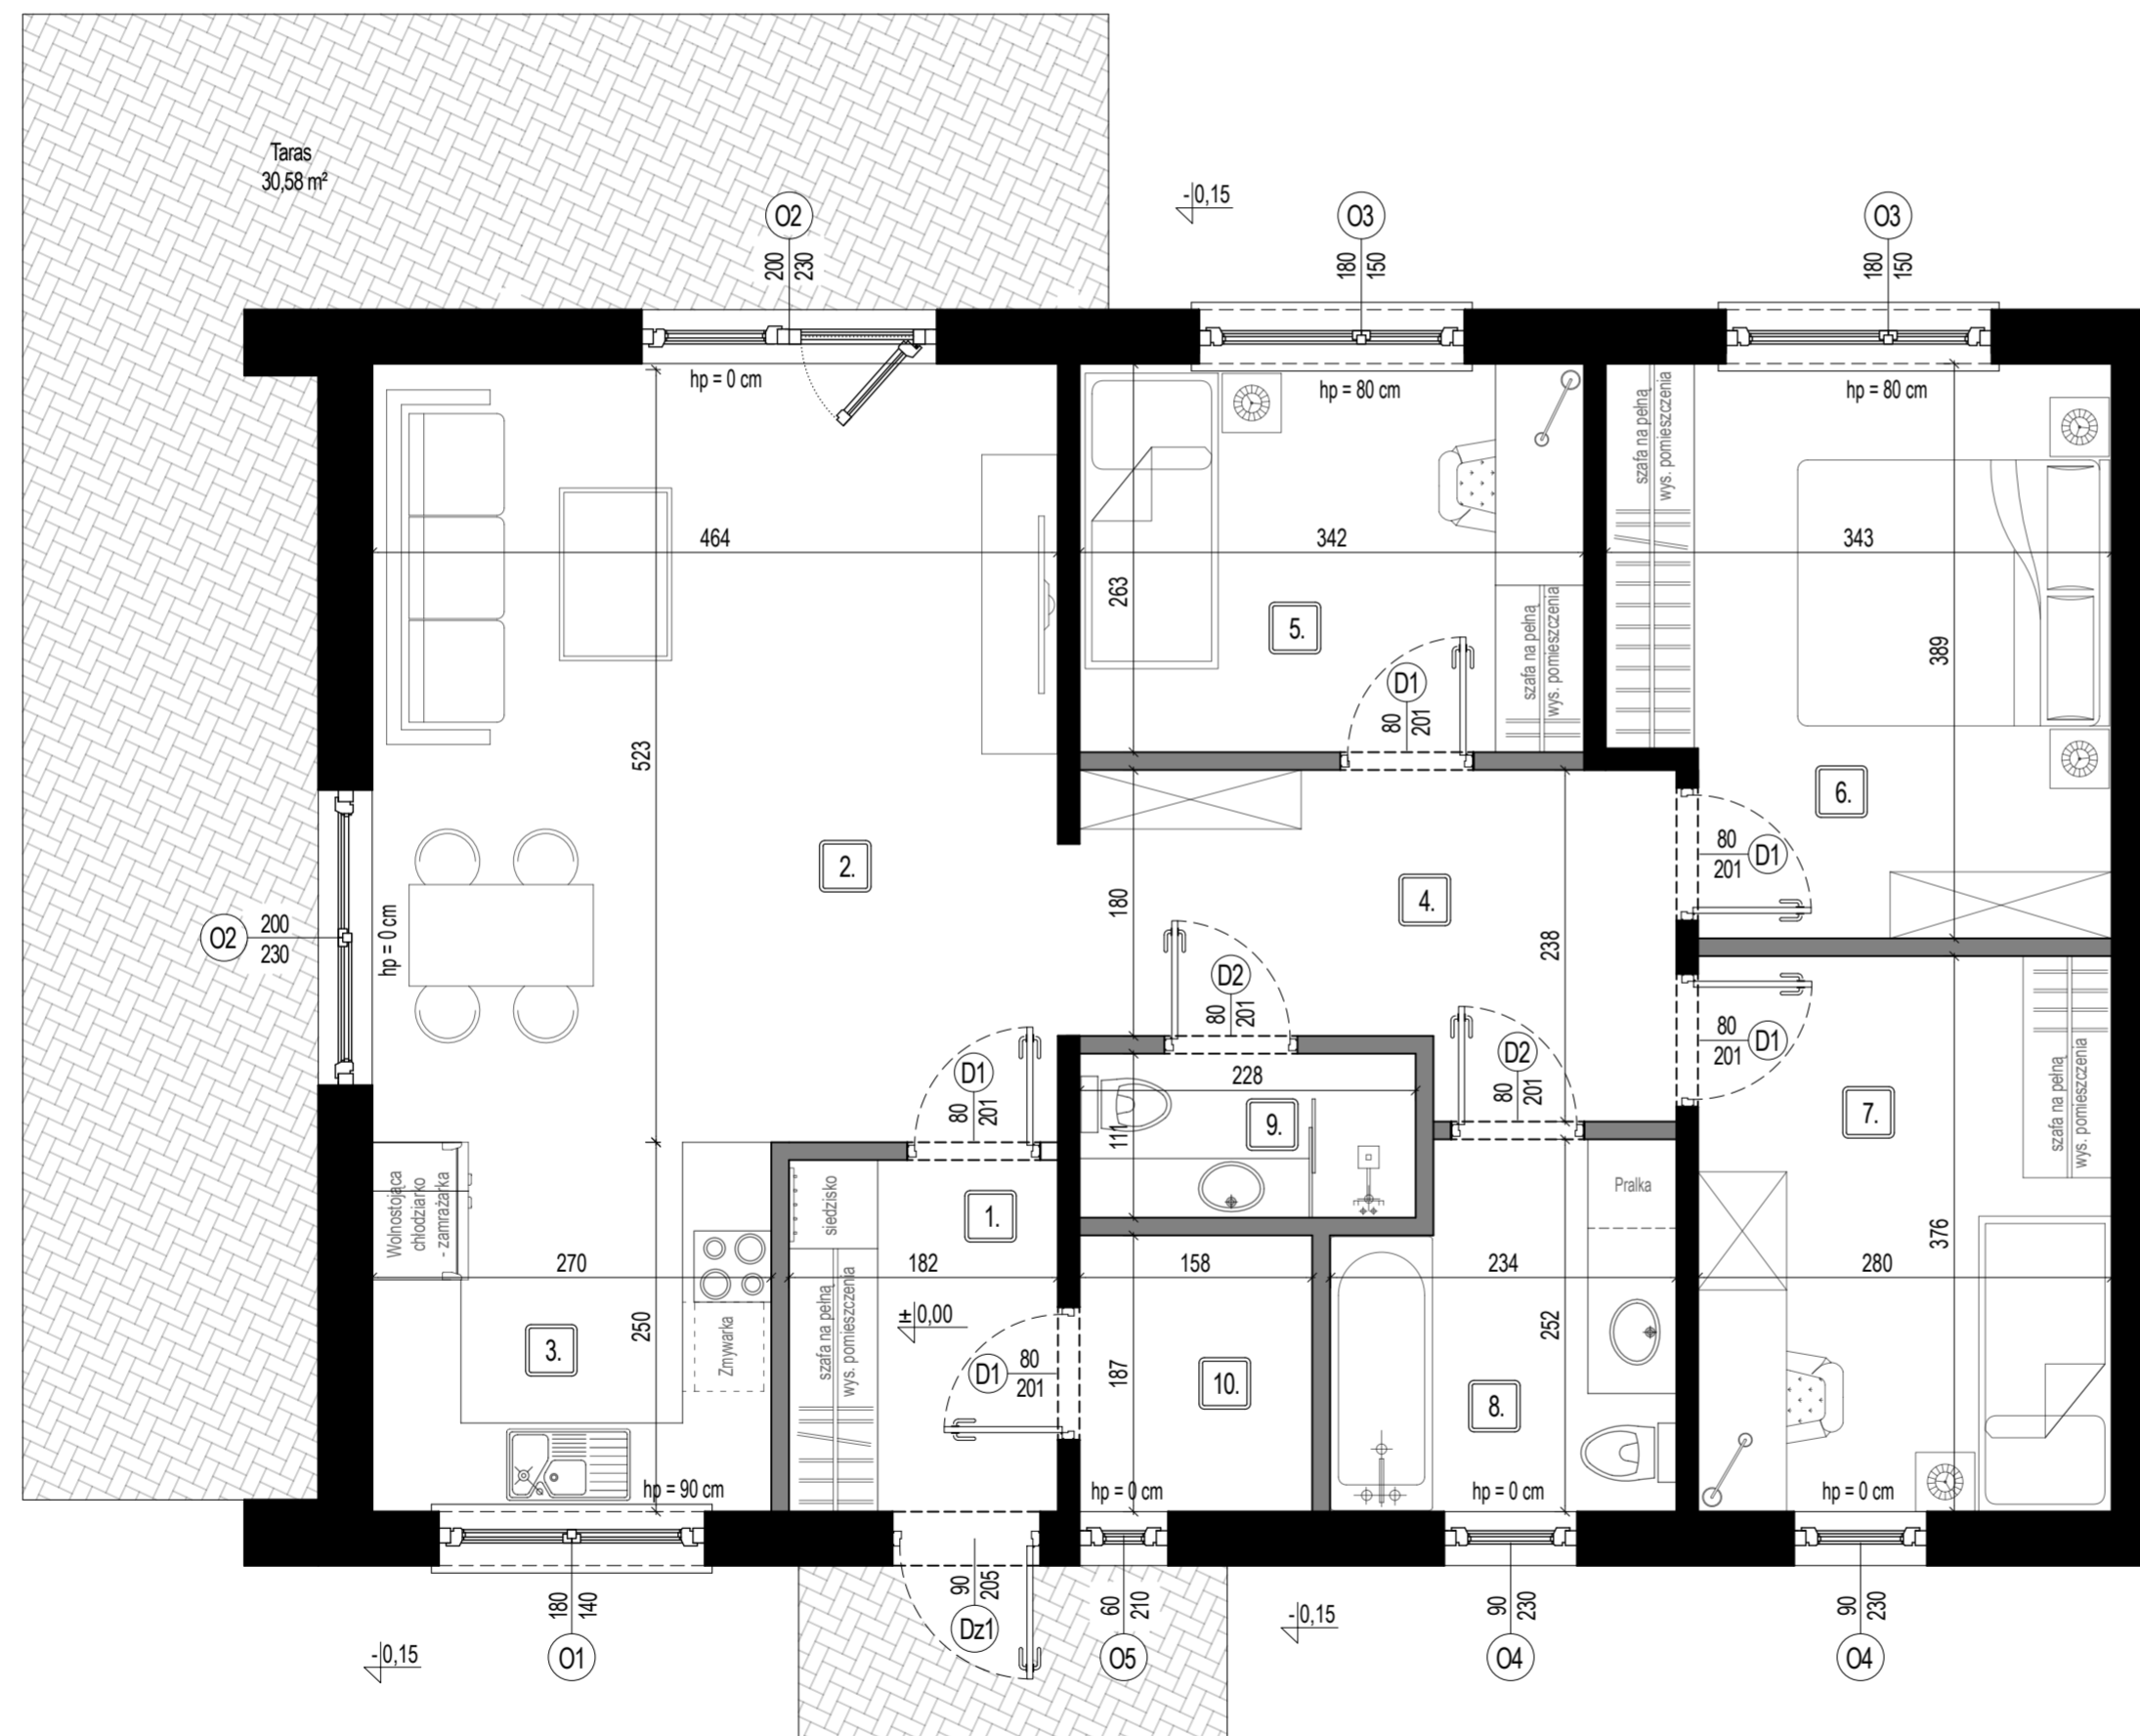 Taras
30,58 m²
-0,15
O2
200
230
O3
180
150
O3
180
150
hp = 0 cm
hp = 80 cm
hp = 80 cm
szafa na pełną
wys. pomieszczenia
464
342
343
263
5.
szafa na pełną
wys. pomieszczenia
389
D1
80
201
523
6.
2.
80
201
D1
4.
180
238
O2
200
230
hp = 0 cm
D2
80
201
D2
80
201
80
201
D1
D1
80
201
228
9.
111
7.
szafa na pełną
wys. pomieszczenia
Wolnostojąca
chłodziarko
- zamrażarka
siedzisko
1.
Pralka
270
182
158
234
280
376
szafa na pełną
wys. pomieszczenia
±0,00
250
Zmywarka
3.
D1
80
201
187
10.
252
8.
hp = 90 cm
hp = 0 cm
hp = 0 cm
hp = 0 cm
180
140
O1
90
205
Dz1
60
210
O5
90
230
O4
90
230
O4
-0,15
-0,15